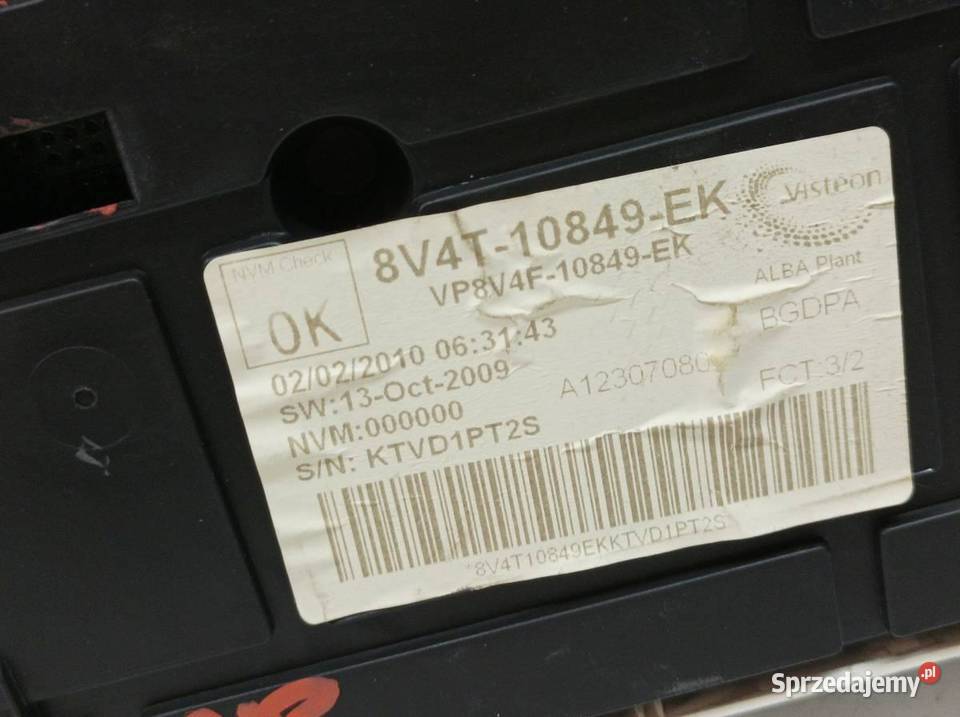 NVM Check
OK
8V4T-10849-EK
VP8V4F-10849-EK
Visteon
ALBA Plant
BGDPA
02/02/2010 06:31:43
SW:13-Oct-2009
A12307080
FCT:3/2
NVM:000000
S/N: KTVD1PT2S
*8V4T10849EKKTVD1PT2S*
Sprzedajemy.pl